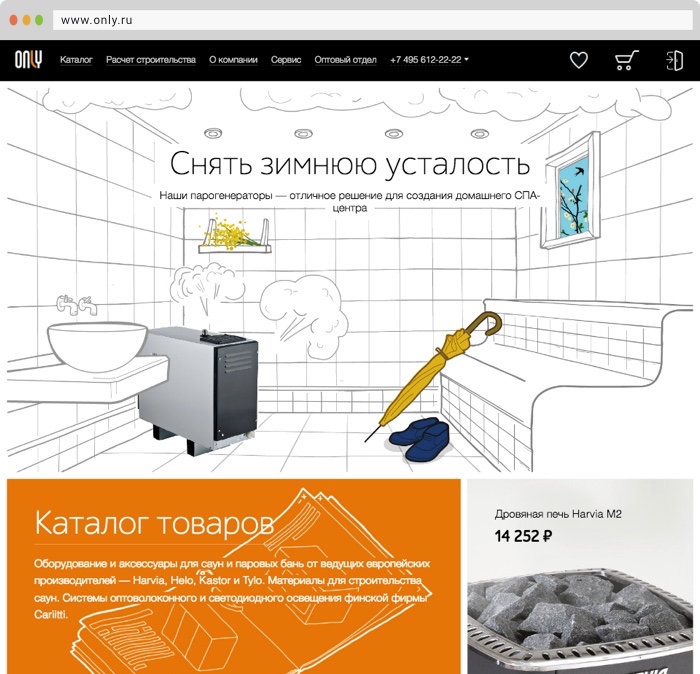 www.only.ru
ONLY Каталог Расчет строительства О компании Сервис Оптовый отдел +7 495 612-22-22
Снять зимнюю усталость
Наши парогенераторы — отличное решение для создания домашнего СПА-
центра
Каталог товаров
Оборудование и аксессуары для саун и паровых бань от ведущих европейских
производителей — Harvia, Helo, Kastor и Tylo. Материалы для строительства
саун. Системы оптоволоконного и светодиодного освещения финской фирмы
Cariitti.
Дровяная печь Harvia M2
14 252 ₽